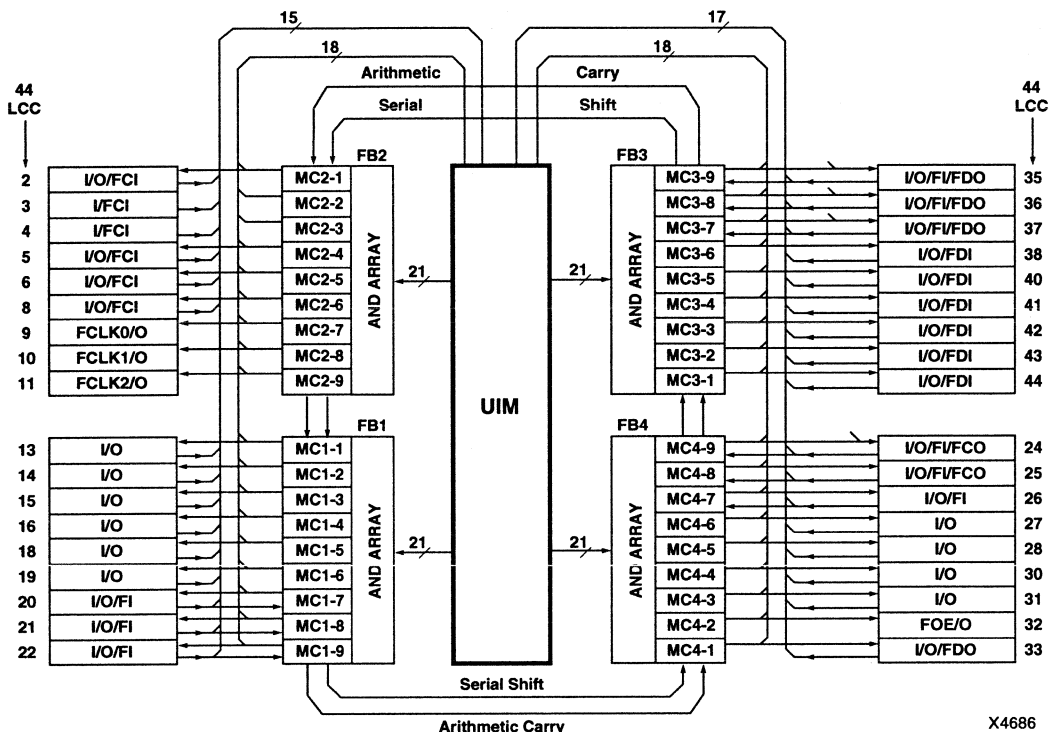 15
17
18
18
Arithmetic Carry
Serial Shift
44
LCC
44
LCC
FB2
FB3
2 I/O/FCI MC2-1 MC3-9 I/O/FI/FDO 35
3 I/FCI MC2-2 MC3-8 I/O/FI/FDO 36
4 I/FCI MC2-3 MC3-7 I/O/FI/FDO 37
5 I/O/FCI MC2-4 MC3-6 I/O/FDI 38
6 I/O/FCI MC2-5 MC3-5 I/O/FDI 40
8 I/O/FCI MC2-6 MC3-4 I/O/FDI 41
9 FCLK0/O MC2-7 MC3-3 I/O/FDI 42
10 FCLK1/O MC2-8 MC3-2 I/O/FDI 43
11 FCLK2/O MC2-9 MC3-1 I/O/FDI 44
AND ARRAY
21
21
AND ARRAY
UIM
FB1
FB4
13 I/O MC1-1 MC4-9 I/O/FI/FCO 24
14 I/O MC1-2 MC4-8 I/O/FI/FCO 25
15 I/O MC1-3 MC4-7 I/O/FI 26
16 I/O MC1-4 MC4-6 I/O 27
18 I/O MC1-5 MC4-5 I/O 28
19 I/O MC1-6 MC4-4 I/O 30
20 I/O/FI MC1-7 MC4-3 I/O 31
21 I/O/FI MC1-8 MC4-2 FOE/O 32
22 I/O/FI MC1-9 MC4-1 I/O/FDO 33
AND ARRAY
21
21
AND ARRAY
Serial Shift
Arithmetic Carry
X4686